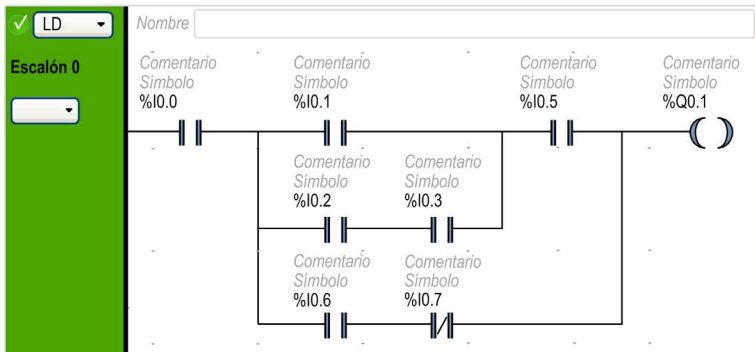 LD
Nombre
Escalón 0
Comentario
Símbolo
%I0.0
Comentario
Símbolo
%I0.1
Comentario
Símbolo
%I0.5
Comentario
Símbolo
%Q0.1
Comentario
Símbolo
%I0.2
Comentario
Símbolo
%I0.3
Comentario
Símbolo
%I0.6
Comentario
Símbolo
%I0.7